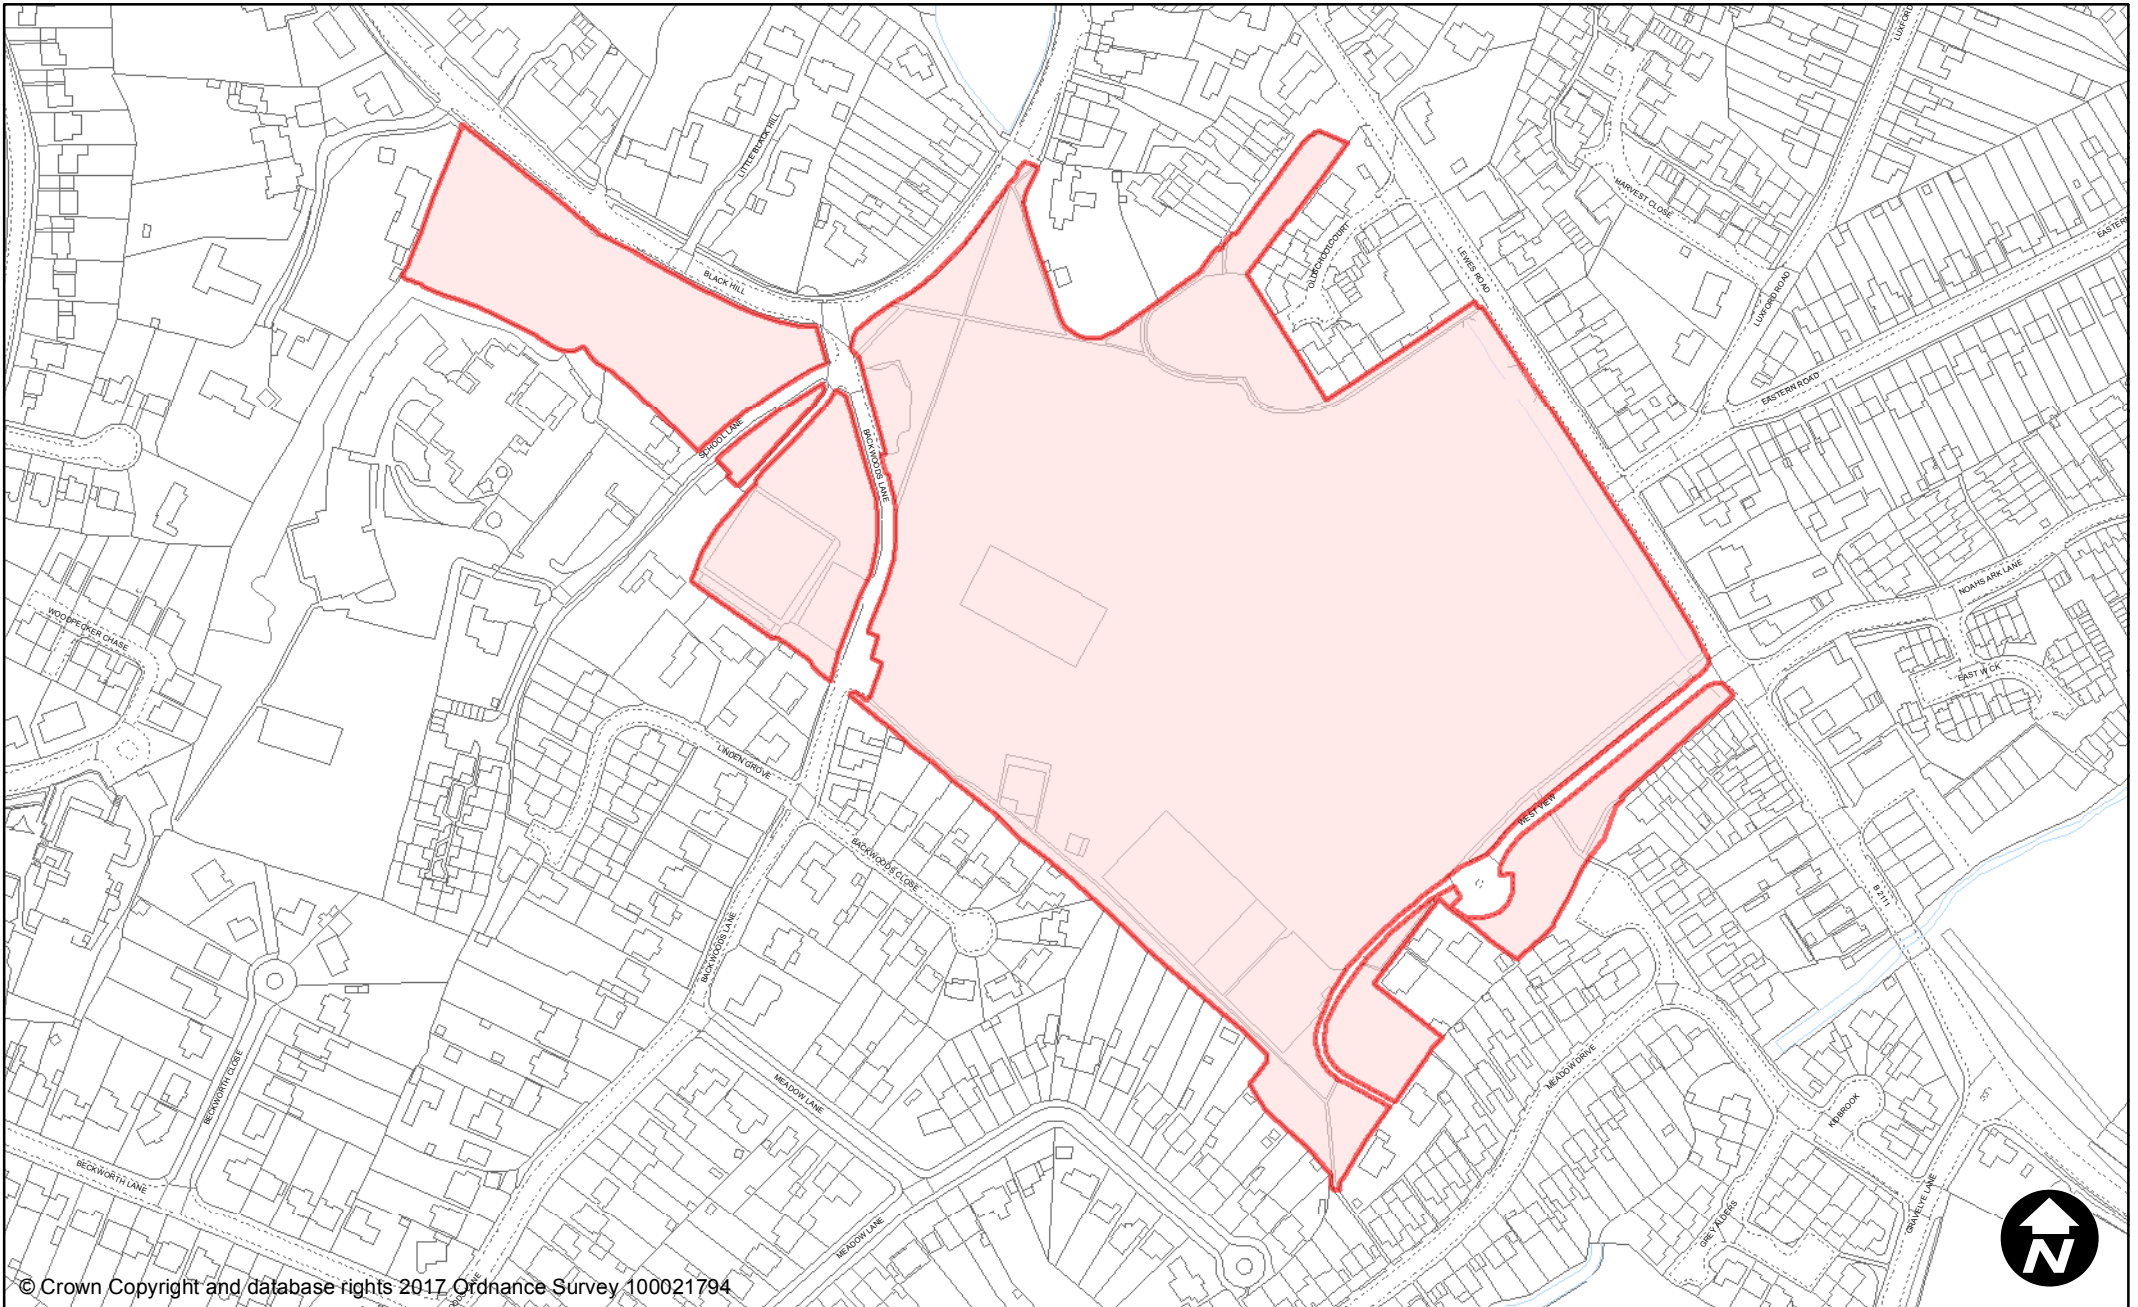 LUXFORD
LITTLE BLACK HILL
HARVEST CLOSE
OLD SCHOOL COURT
LEWES ROAD
EASTERN
BLACK HILL
LUXFORD ROAD
EASTERN ROAD
SCHOOL LANE
BACKWOODS LANE
NOAHS ARK LANE
WOODPECKER CHASE
EAST W CK
LINDEN GROVE
WEST VIEW
BACKWOODS CLOSE
B 2111
BACKWOODS LANE
BECKWORTH CLOSE
MEADOW LANE
MEADOW DRIVE
KIDBROOK
BECKWORTH LANE
MEADOW LANE
GREY ALDERS
GRAVELYE LANE
N
© Crown Copyright and database rights 2017 Ordnance Survey 100021794